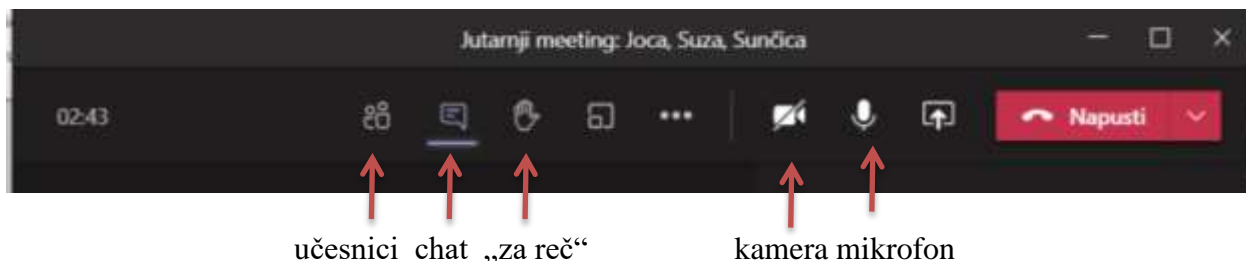 Jutarnji meeting: Joca, Suza, Sunčica
02:43 Napusti
učesnici chat „za reč“ kamera mikrofon